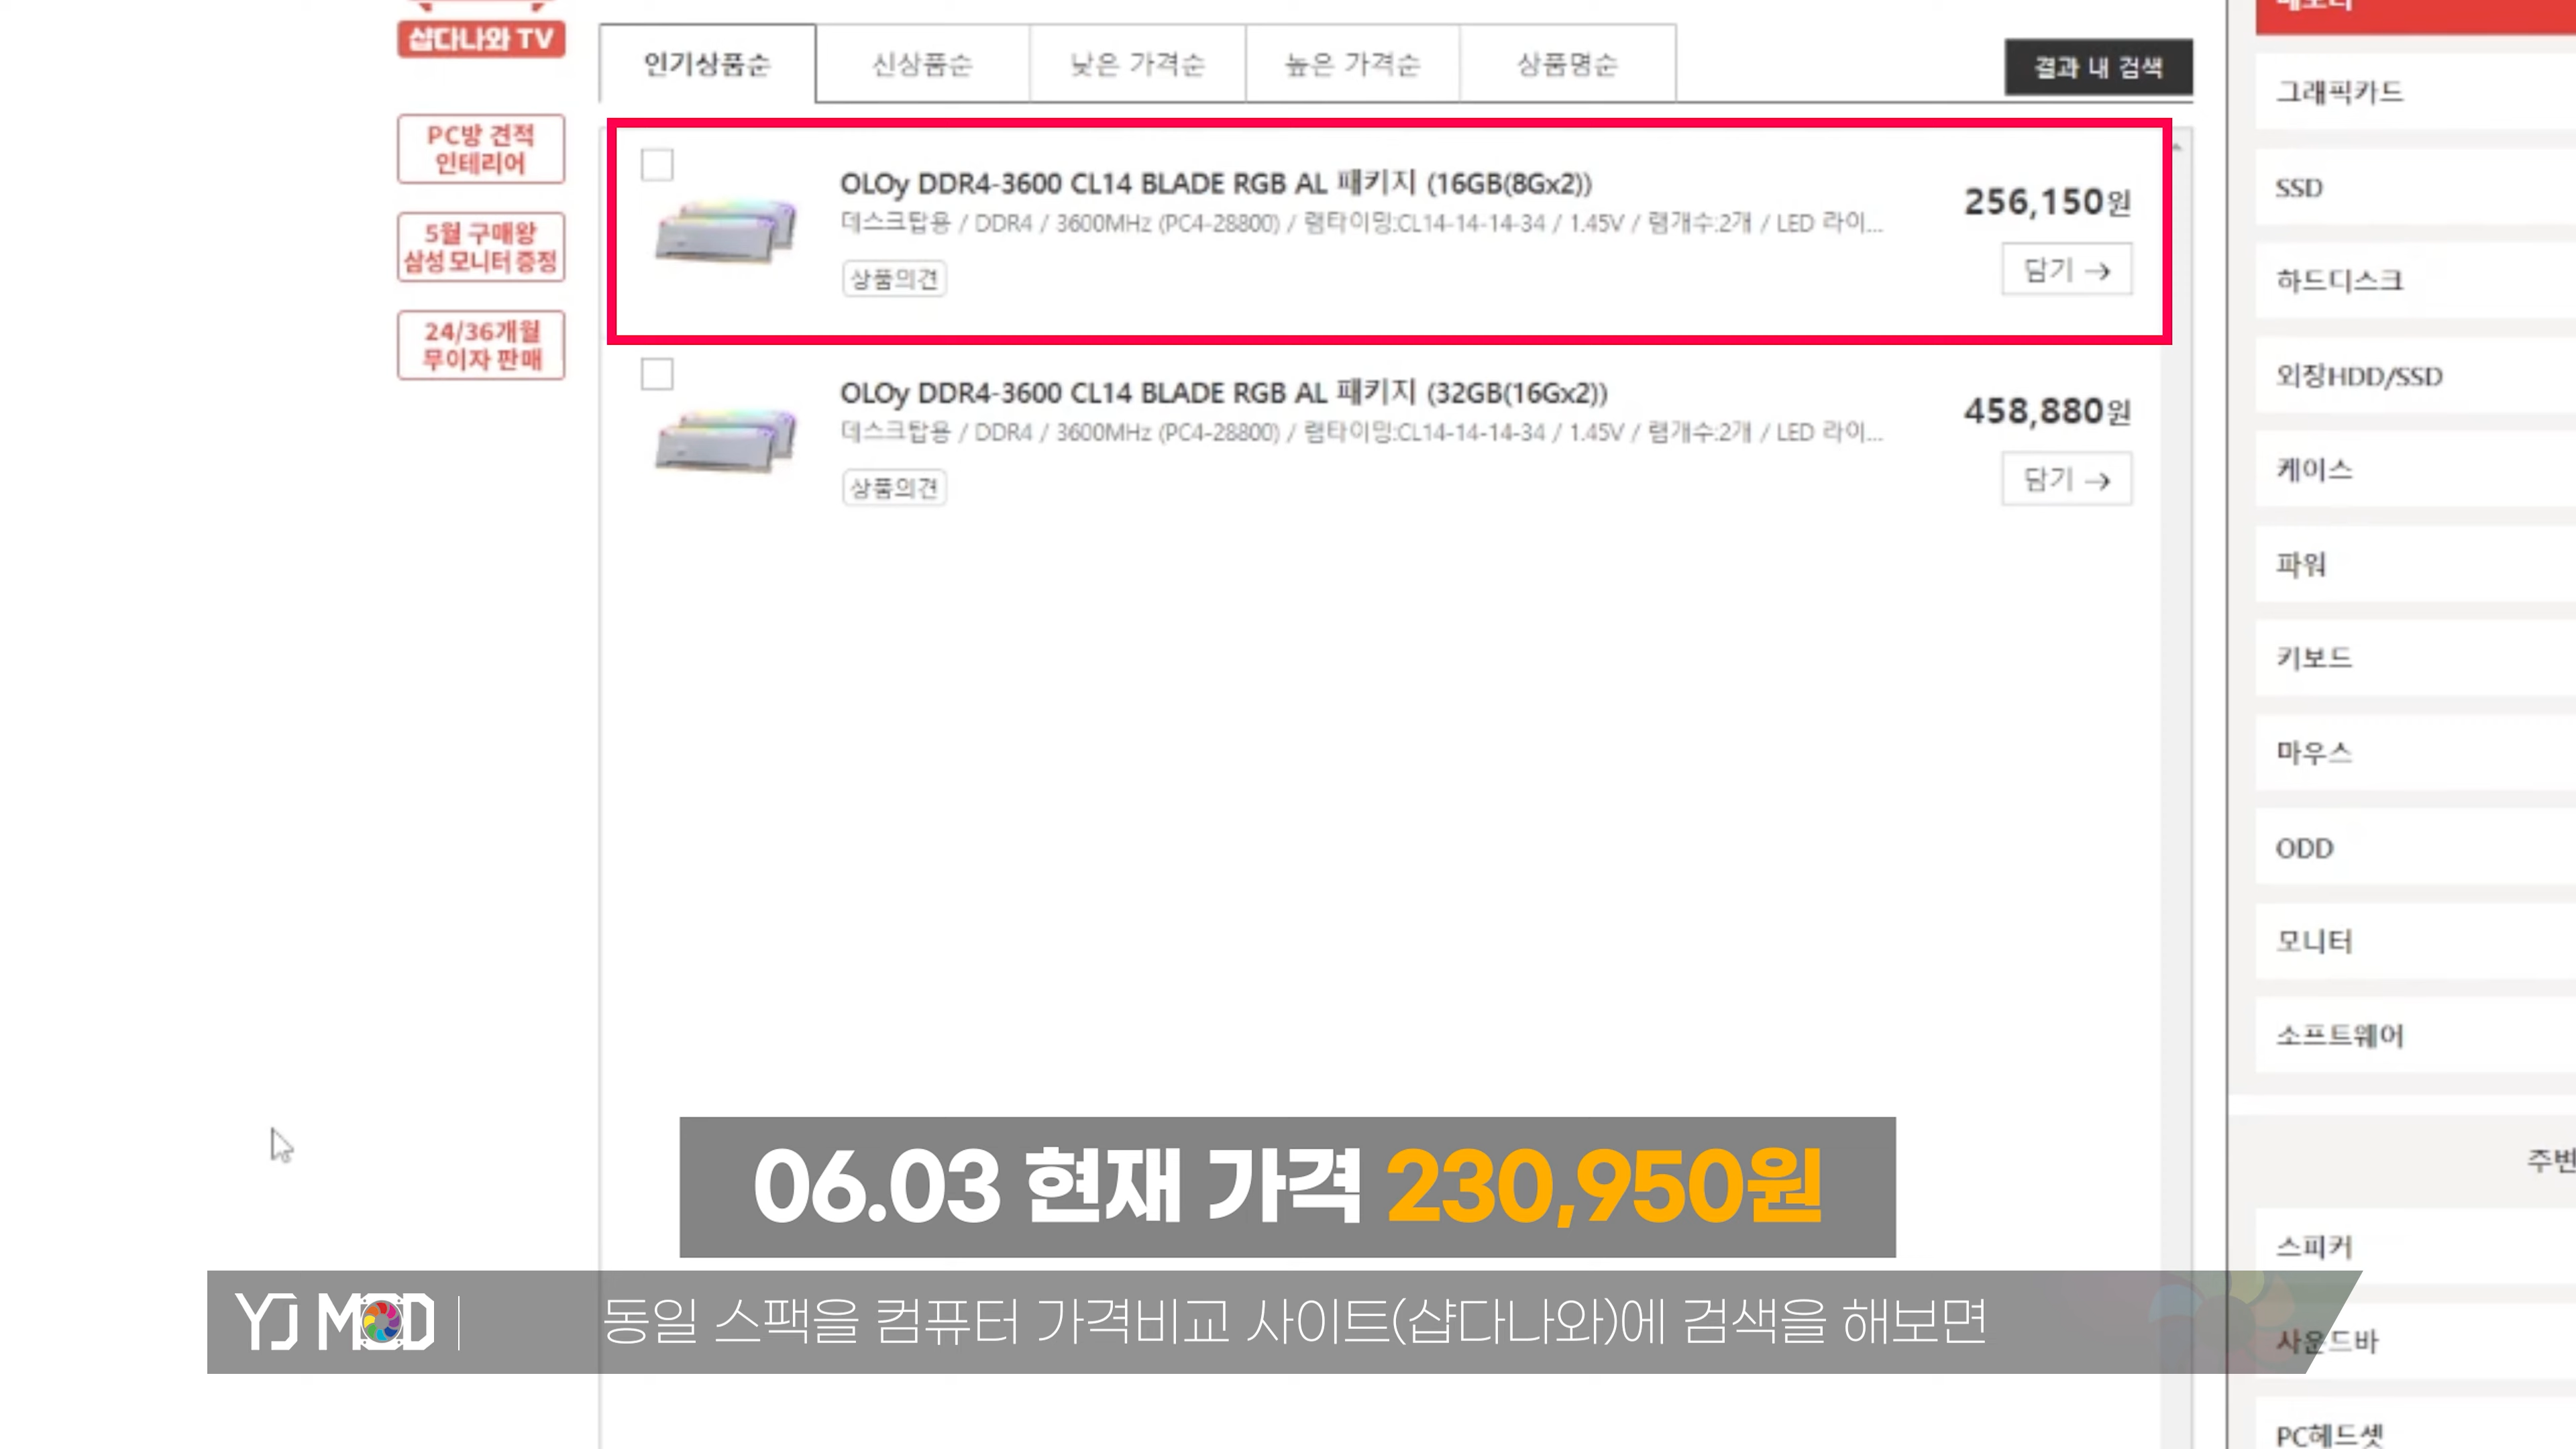 샵다나와 TV
PC방 견적
인테리어
5월 구매왕
삼성 모니터 증정
24/36개월
무이자 판매
인기상품순
신상품순
낮은 가격순
높은 가격순
상품명순
결과 내 검색
OLOy DDR4-3600 CL14 BLADE RGB AL 패키지 (16GB(8Gx2))
데스크탑용 / DDR4 / 3600MHz (PC4-28800) / 램타이밍:CL14-14-14-34 / 1.45V / 램개수:2개 / LED 라이...
상품의견
256,150원
담기 →
OLOy DDR4-3600 CL14 BLADE RGB AL 패키지 (32GB(16Gx2))
데스크탑용 / DDR4 / 3600MHz (PC4-28800) / 램타이밍:CL14-14-14-34 / 1.45V / 램개수:2개 / LED 라이...
상품의견
458,880원
담기 →
그래픽카드
SSD
하드디스크
외장HDD/SSD
케이스
파워
키보드
마우스
ODD
모니터
소프트웨어
주변
스피커
사운드바
PC헤드셋
06.03 현재 가격 230,950원
YJ MOD
동일 스팩을 컴퓨터 가격비교 사이트(샵다나와)에 검색을 해보면